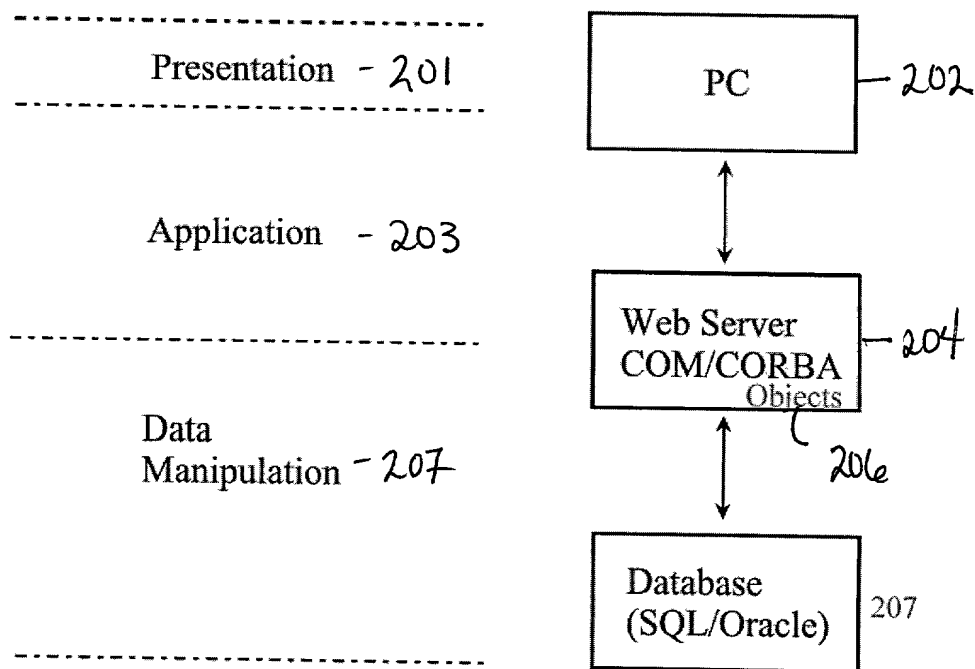 Presentation - 201
PC
202
Application - 203
Web Server
COM/CORBA
Objects
204
206
Data
Manipulation - 207
Database
(SQL/Oracle)
207